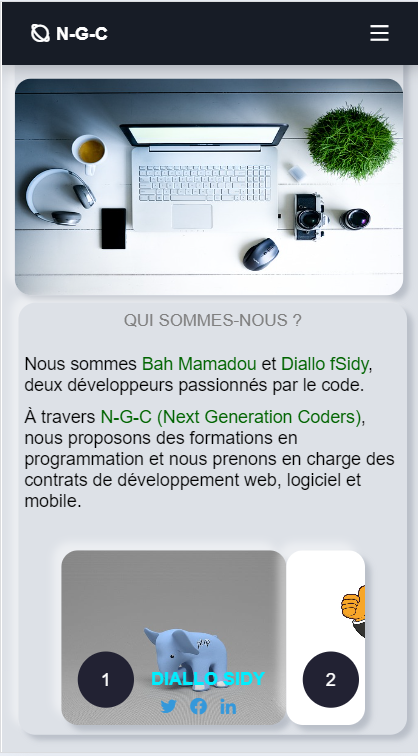 N-G-C
QUI SOMMES-NOUS ?
Nous sommes Bah Mamadou et Diallo fSidy,
deux développeurs passionnés par le code.
À travers N-G-C (Next Generation Coders),
nous proposons des formations en
programmation et nous prenons en charge des
contrats de développement web, logiciel et
mobile.
php
1
DIALLO SIDY
2